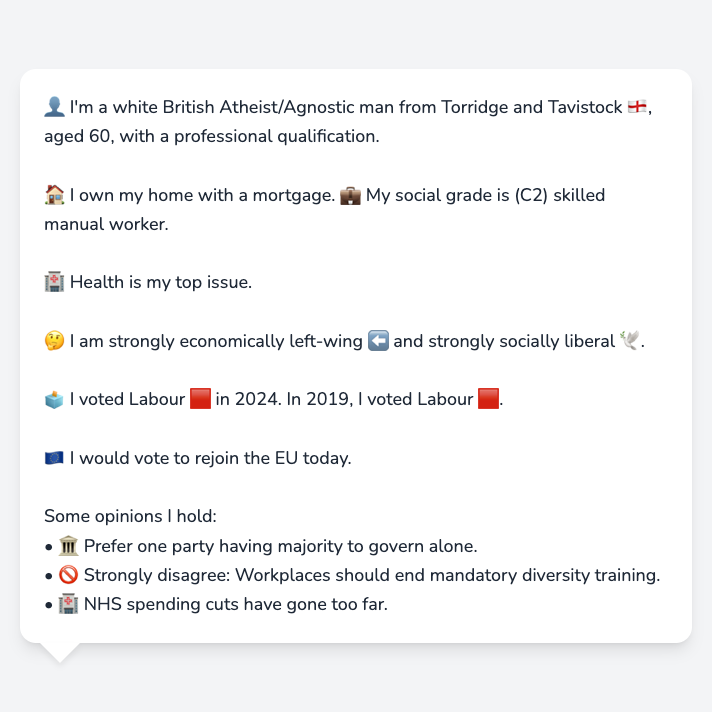 👤 I'm a white British Atheist/Agnostic man from Torridge and Tavistock 🏴󠁧󠁢󠁥󠁮󠁧󠁿,
aged 60, with a professional qualification.
🏠 I own my home with a mortgage. 💼 My social grade is (C2) skilled
manual worker.
🏥 Health is my top issue.
🤔 I am strongly economically left-wing ⬅️ and strongly socially liberal 🕊️.
🗳️ I voted Labour 🟥 in 2024. In 2019, I voted Labour 🟥.
🇪🇺 I would vote to rejoin the EU today.
Some opinions I hold:
• 🏛️ Prefer one party having majority to govern alone.
• 🚫 Strongly disagree: Workplaces should end mandatory diversity training.
• 🏥 NHS spending cuts have gone too far.